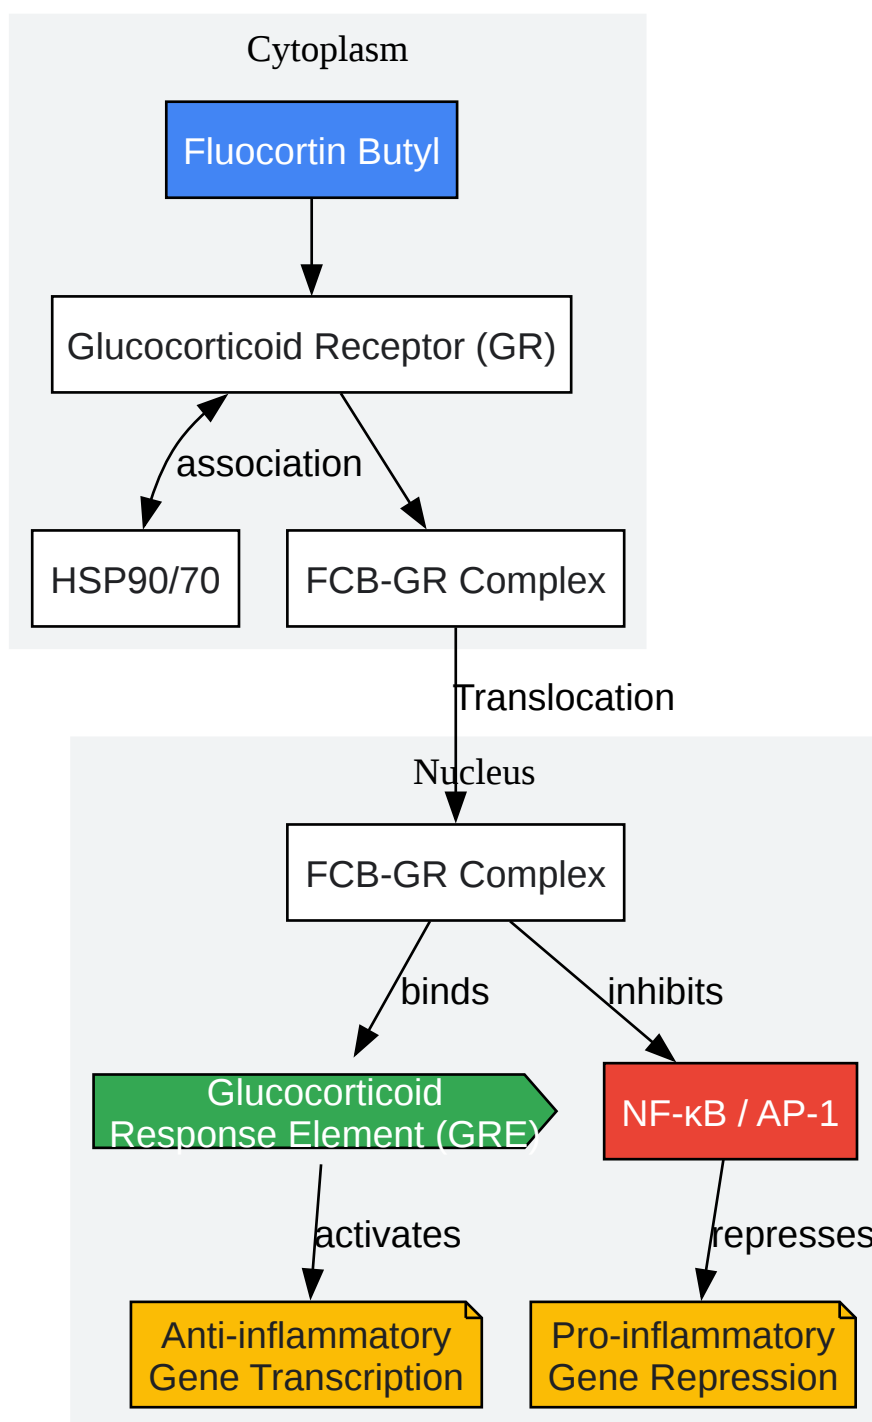 Cytoplasm
Fluocortin Butyl
Glucocorticoid Receptor (GR)
association
HSP90/70
FCB-GR Complex
Translocation
Nucleus
FCB-GR Complex
binds
inhibits
Glucocorticoid
Response Element (GRE)
NF-κB / AP-1
activates
represses
Anti-inflammatory
Gene Transcription
Pro-inflammatory
Gene Repression